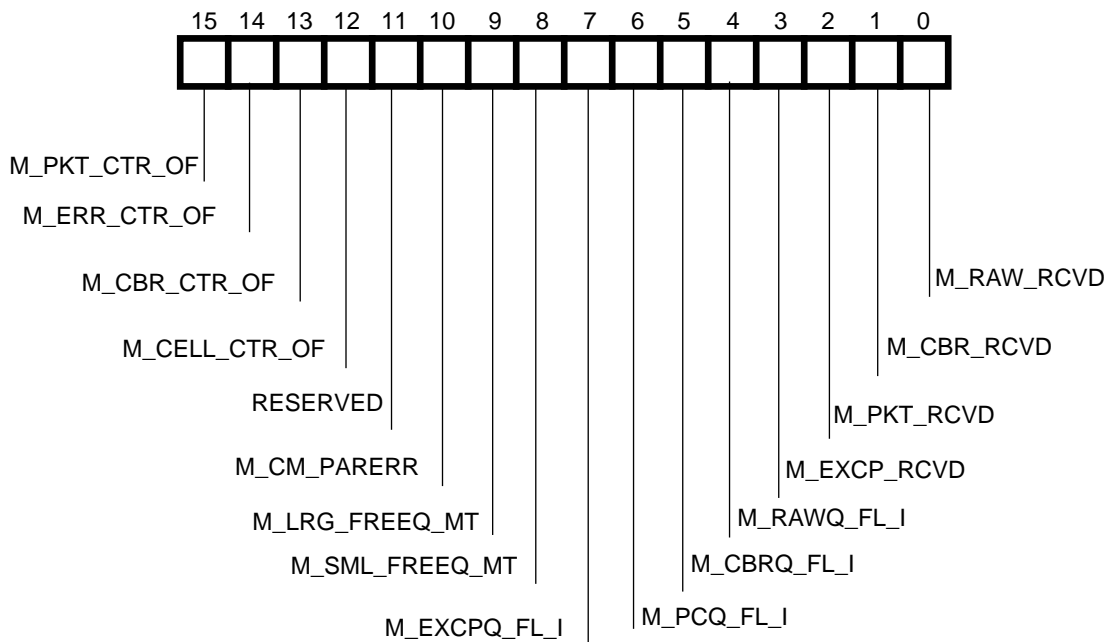 15 14 13 12 11 10 9 8 7 6 5 4 3 2 1 0
M_PKT_CTR_OF
M_ERR_CTR_OF
M_CBR_CTR_OF
M_RAW_RCVD
M_CELL_CTR_OF
M_CBR_RCVD
RESERVED
M_PKT_RCVD
M_CM_PARERR
M_EXCP_RCVD
M_LRG_FREEQ_MT
M_RAWQ_FL_I
M_SML_FREEQ_MT
M_CBRQ_FL_I
M_EXCPQ_FL_I
M_PCQ_FL_I